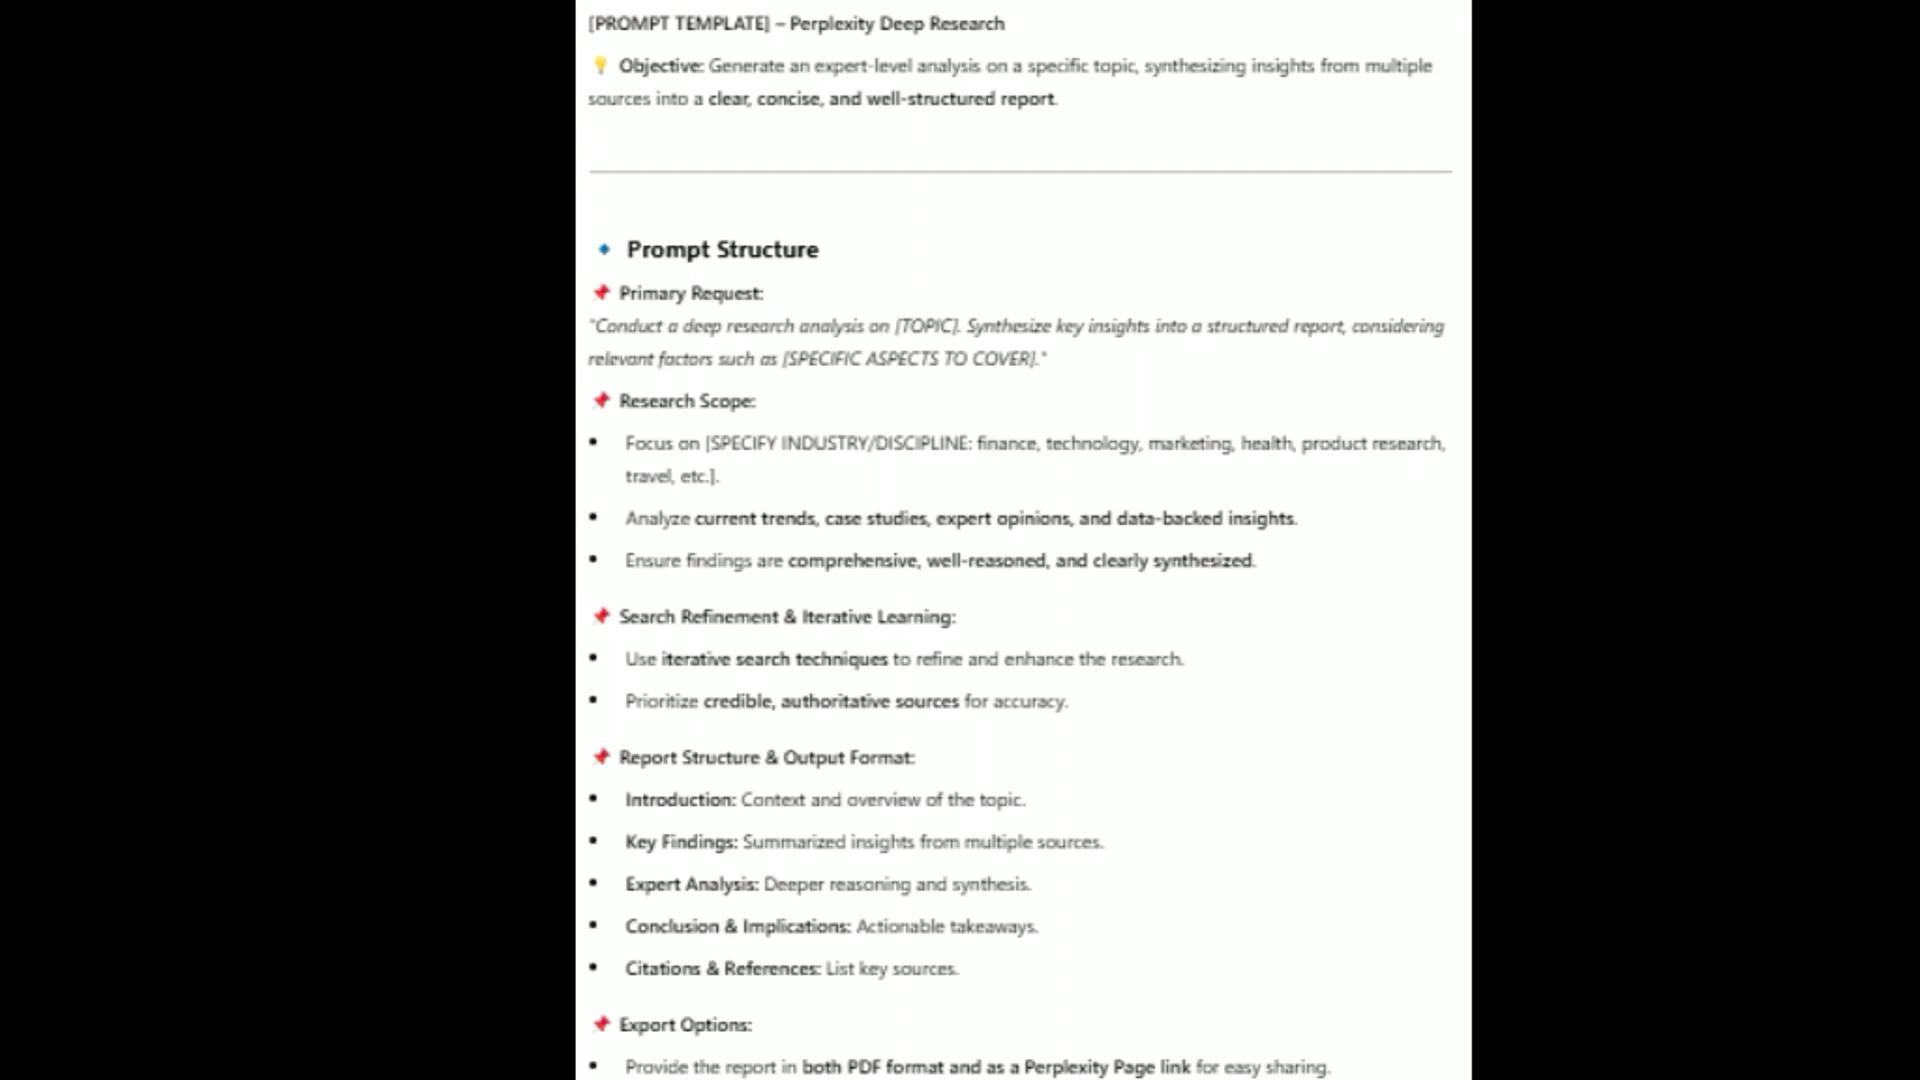 [PROMPT TEMPLATE] – Perplexity Deep Research
💡 Objective: Generate an expert-level analysis on a specific topic, synthesizing insights from multiple
sources into a clear, concise, and well-structured report.
🔹 Prompt Structure
📌 Primary Request:
"Conduct a deep research analysis on [TOPIC]. Synthesize key insights into a structured report, considering
relevant factors such as [SPECIFIC ASPECTS TO COVER]."
📌 Research Scope:
• Focus on [SPECIFY INDUSTRY/DISCIPLINE: finance, technology, marketing, health, product research,
travel, etc.].
• Analyze current trends, case studies, expert opinions, and data-backed insights.
• Ensure findings are comprehensive, well-reasoned, and clearly synthesized.
📌 Search Refinement & Iterative Learning:
• Use iterative search techniques to refine and enhance the research.
• Prioritize credible, authoritative sources for accuracy.
📌 Report Structure & Output Format:
• Introduction: Context and overview of the topic.
• Key Findings: Summarized insights from multiple sources.
• Expert Analysis: Deeper reasoning and synthesis.
• Conclusion & Implications: Actionable takeaways.
• Citations & References: List key sources.
📌 Export Options:
• Provide the report in both PDF format and as a Perplexity Page link for easy sharing.